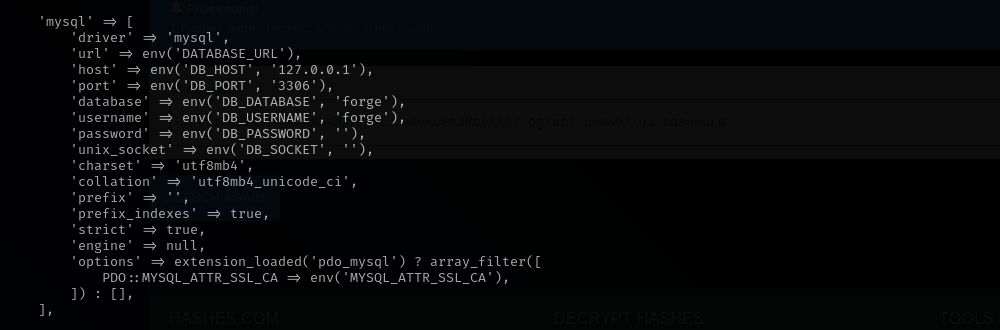 Proceeded!
'mysql' => [
    'driver' => 'mysql',
    'url' => env('DATABASE_URL'),
    'host' => env('DB_HOST', '127.0.0.1'),
    'port' => env('DB_PORT', '3306'),
    'database' => env('DB_DATABASE', 'forge'),
    'username' => env('DB_USERNAME', 'forge'),
    'password' => env('DB_PASSWORD', ''),
    'unix_socket' => env('DB_SOCKET', ''),
    'charset' => 'utf8mb4',
    'collation' => 'utf8mb4_unicode_ci',
    'prefix' => '',
    'prefix_indexes' => true,
    'strict' => true,
    'engine' => null,
    'options' => extension_loaded('pdo_mysql') ? array_filter([
        PDO::MYSQL_ATTR_SSL_CA => env('MYSQL_ATTR_SSL_CA'),
    ]) : [],
],
HASHES.COM DECRYPT HASHES TOOLS